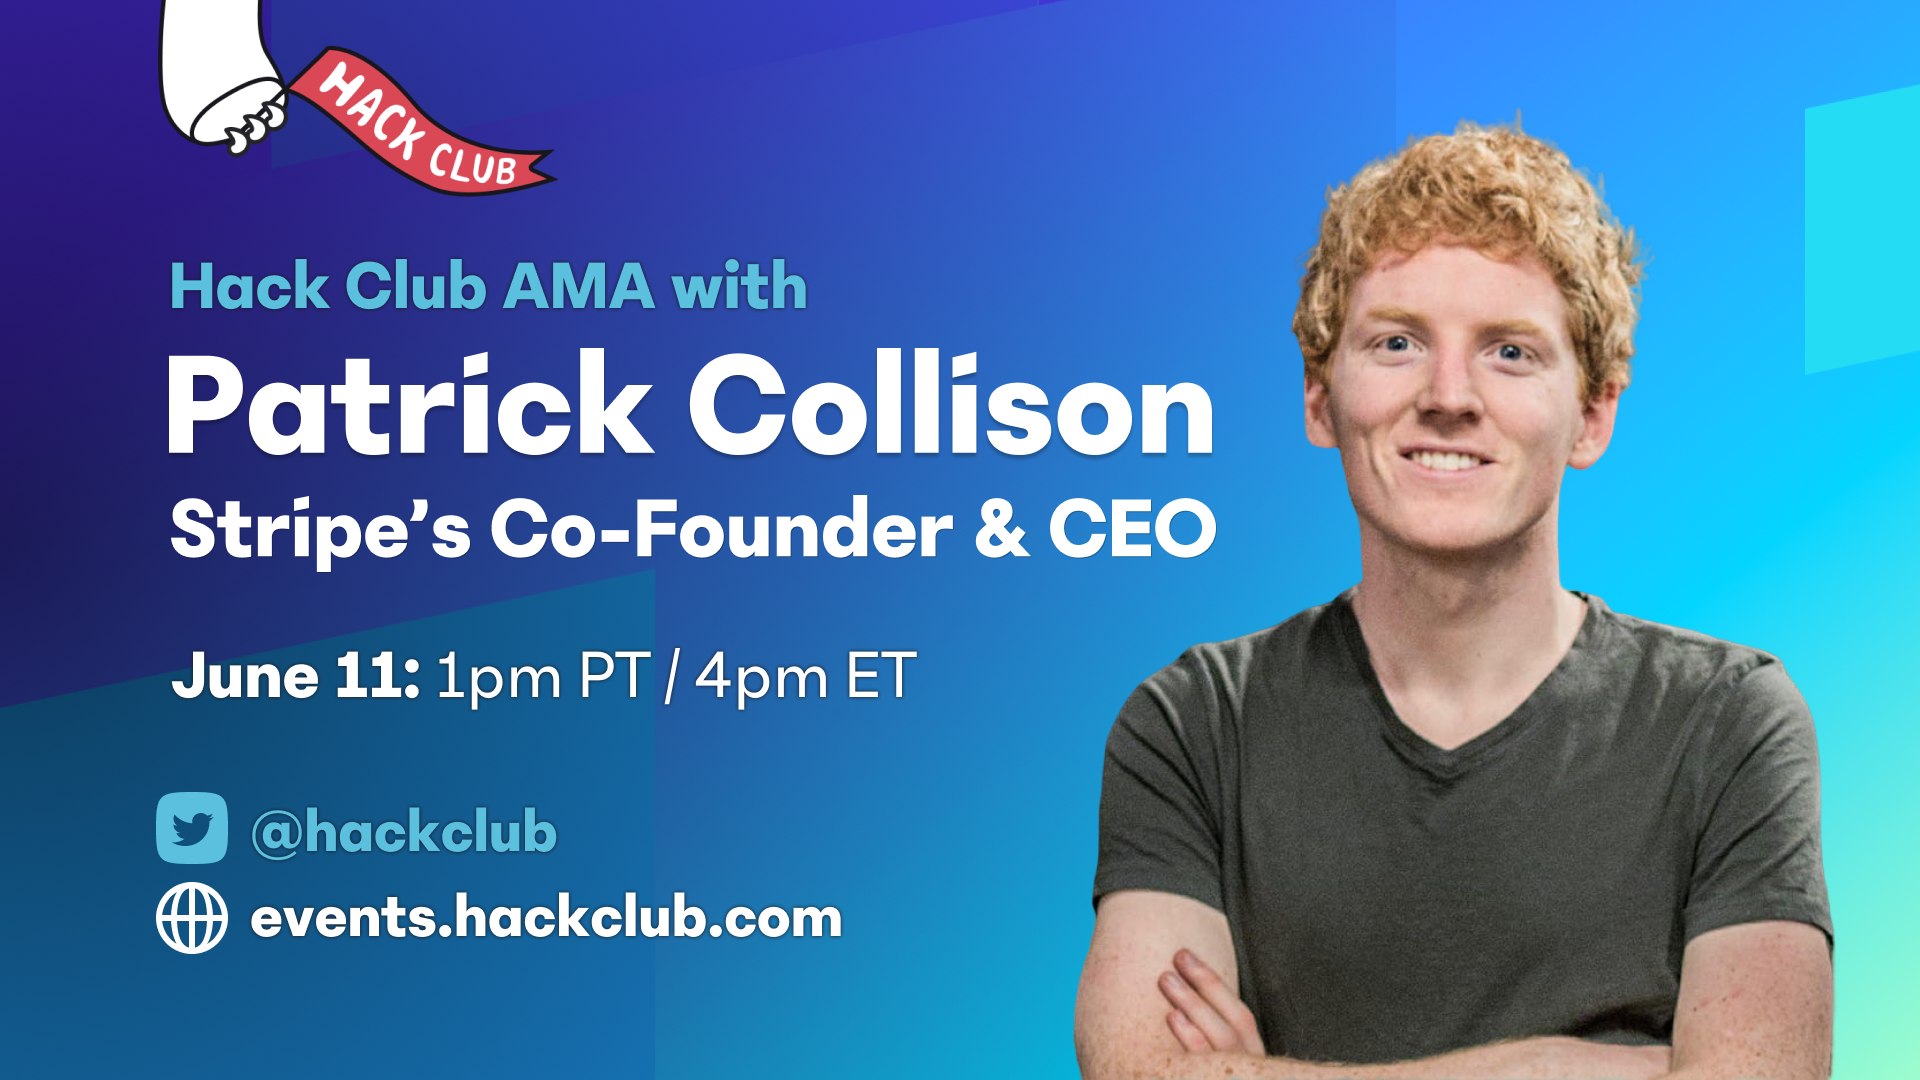 HACK CLUB
Hack Club AMA with
Patrick Collison
Stripe’s Co-Founder & CEO
June 11: 1pm PT / 4pm ET
@hackclub
events.hackclub.com